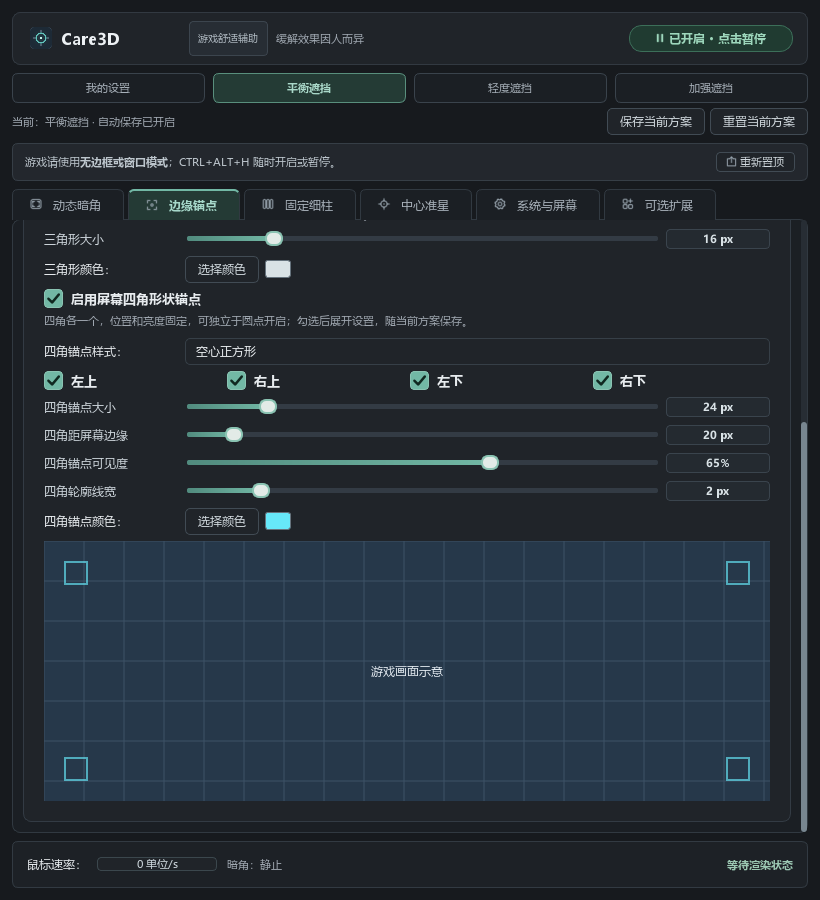 Care3D
游戏舒适辅助
缓解效果因人而异
已开启·点击暂停
我的设置
平衡遮挡
轻度遮挡
加强遮挡
当前：平衡遮挡 · 自动保存已开启
保存当前方案
重置当前方案
游戏请使用无边框或窗口模式；CTRL+ALT+H 随时开启或暂停。
重新置顶
动态暗角
边缘锚点
固定细柱
中心准星
系统与屏幕
可选扩展
三角形大小
16 px
三角形颜色：
选择颜色
启用屏幕四角形状锚点
四角各一个，位置和亮度固定，可独立于圆点开启；勾选后展开设置，随当前方案保存。
四角锚点样式：
空心正方形
左上
右上
左下
右下
四角锚点大小
24 px
四角距屏幕边缘
20 px
四角锚点可见度
65%
四角轮廓线宽
2 px
四角锚点颜色：
选择颜色
游戏画面示意
鼠标速率：
0 单位/s
暗角：静止
等待渲染状态